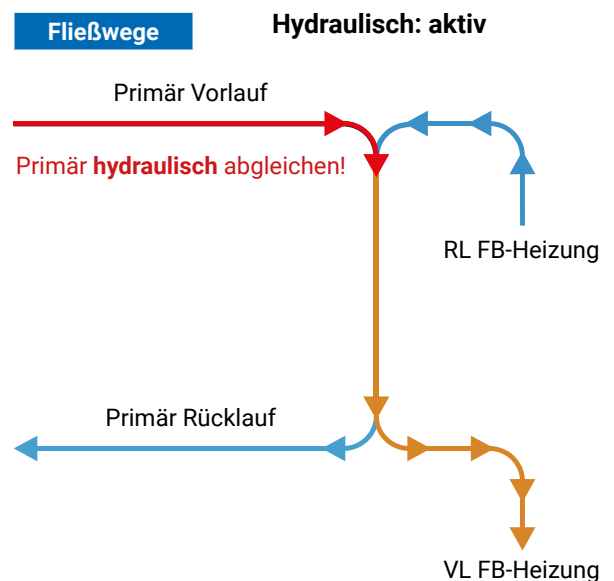 Fließwege
Hydraulisch: aktiv
Primär Vorlauf
Primär hydraulisch abgleichen!
RL FB-Heizung
Primär Rücklauf
VL FB-Heizung